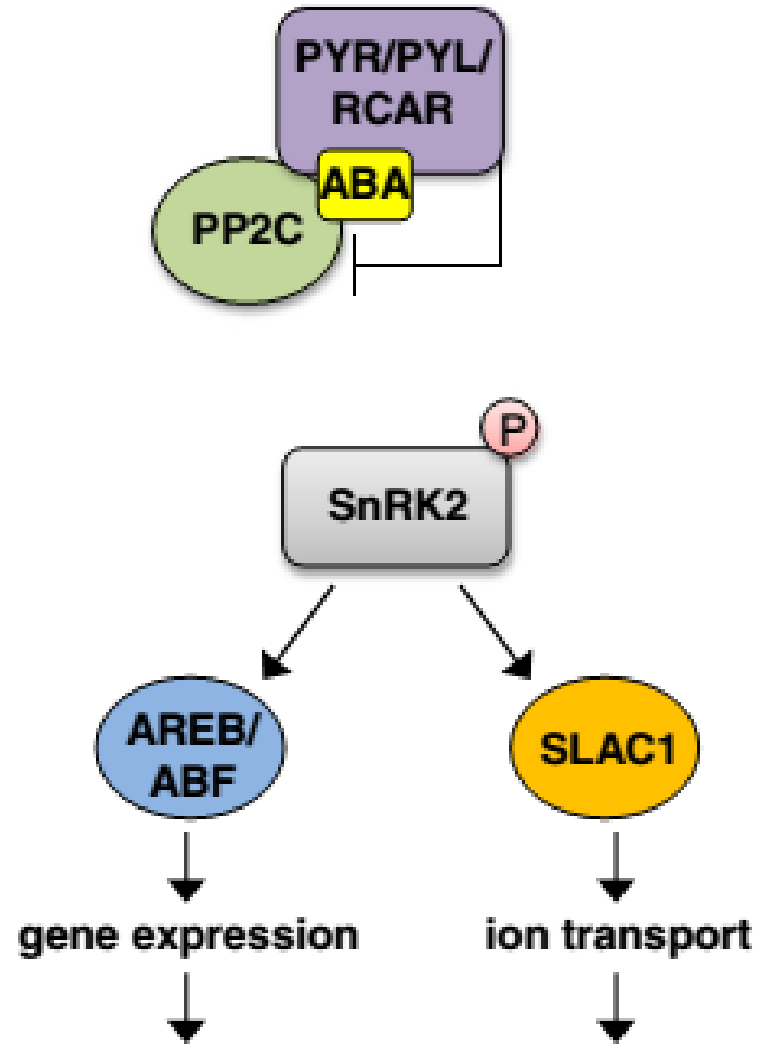 PYR/PYL/
RCAR
ABA
PP2C
P
SnRK2
AREB/
ABF
SLAC1
gene expression
ion transport